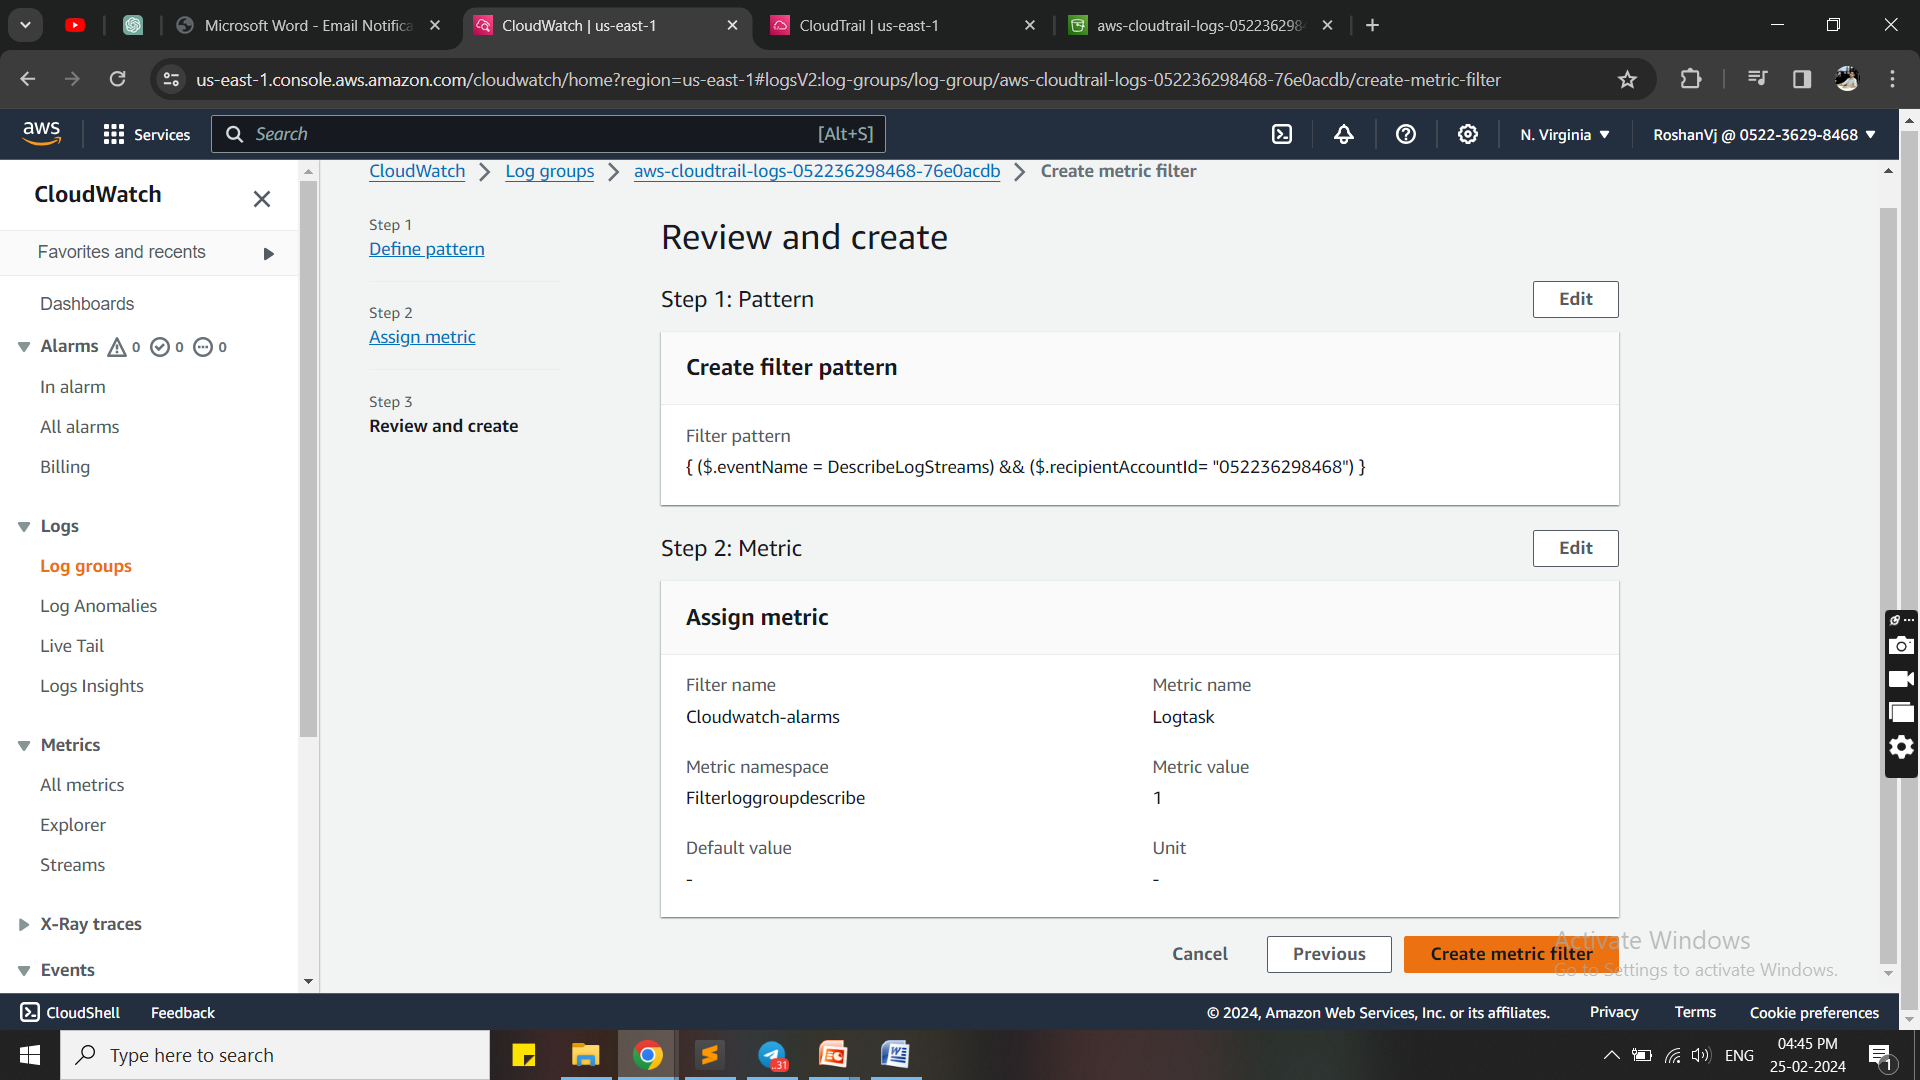 Microsoft Word - Email Notifica
CloudWatch | us-east-1
CloudTrail | us-east-1
aws-cloudtrail-logs-052236298
us-east-1.console.aws.amazon.com/cloudwatch/home?region=us-east-1#logsV2:log-groups/log-group/aws-cloudtrail-logs-052236298468-76e0acdb/create-metric-filter
aws
Services
Search
[Alt+S]
N. Virginia
RoshanVj @ 0522-3629-8468
CloudWatch
Favorites and recents
Dashboards
Alarms 0 0 0
In alarm
All alarms
Billing
Logs
Log groups
Log Anomalies
Live Tail
Logs Insights
Metrics
All metrics
Explorer
Streams
X-Ray traces
Events
CloudWatch
Log groups
aws-cloudtrail-logs-052236298468-76e0acdb
Create metric filter
Step 1
Define pattern
Step 2
Assign metric
Step 3
Review and create
Review and create
Step 1: Pattern
Edit
Create filter pattern
Filter pattern
{ ($.eventName = DescribeLogStreams) && ($.recipientAccountId= "052236298468") }
Step 2: Metric
Edit
Assign metric
Filter name
Cloudwatch-alarms
Metric name
Logtask
Metric namespace
Filterloggroupdescribe
Metric value
1
Default value
-
Unit
-
Cancel
Previous
Create metric filter
Activate Windows
Go to Settings to activate Windows.
CloudShell
Feedback
© 2024, Amazon Web Services, Inc. or its affiliates.
Privacy
Terms
Cookie preferences
Type here to search
31
ENG
04:45 PM
25-02-2024
1